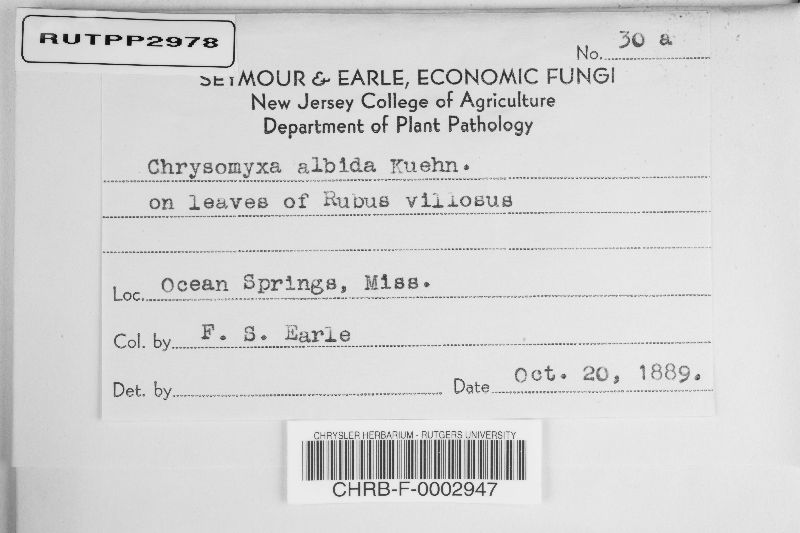 RUTPP2978
No. 30 a
SEYMOUR & EARLE, ECONOMIC FUNGI
New Jersey College of Agriculture
Department of Plant Pathology
Chrysomyxa albida Kuehn.
on leaves of Rubus villosus
Loc. Ocean Springs, Miss.
Col. by F. S. Earle
Det. by
Date Oct. 20, 1889.
CHRYSLER HERBARIUM - RUTGERS UNIVERSITY
CHRB-F-0002947